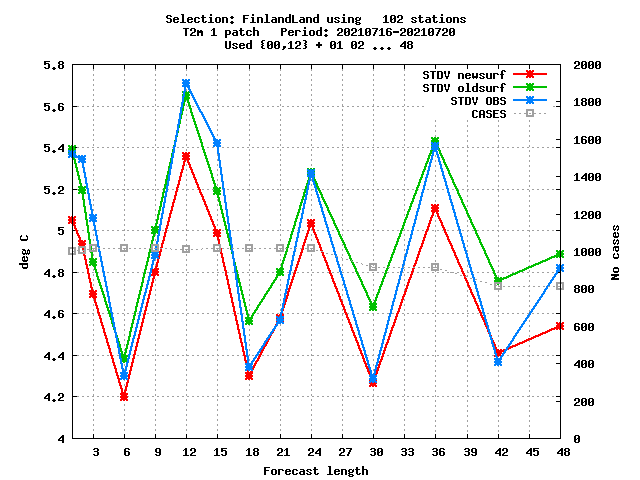 Selection: FinlandLand using   102 stations
T2m 1 patch   Period: 20210716-20210720
Used {00,12} + 01 02 ... 48
STDV newsurf
STDV oldsurf
STDV OBS
CASES
5.8
5.6
5.4
5.2
5
4.8
4.6
4.4
4.2
4
deg C
2000
1800
1600
1400
1200
1000
800
600
400
200
0
No cases
3 6 9 12 15 18 21 24 27 30 33 36 39 42 45 48
Forecast length